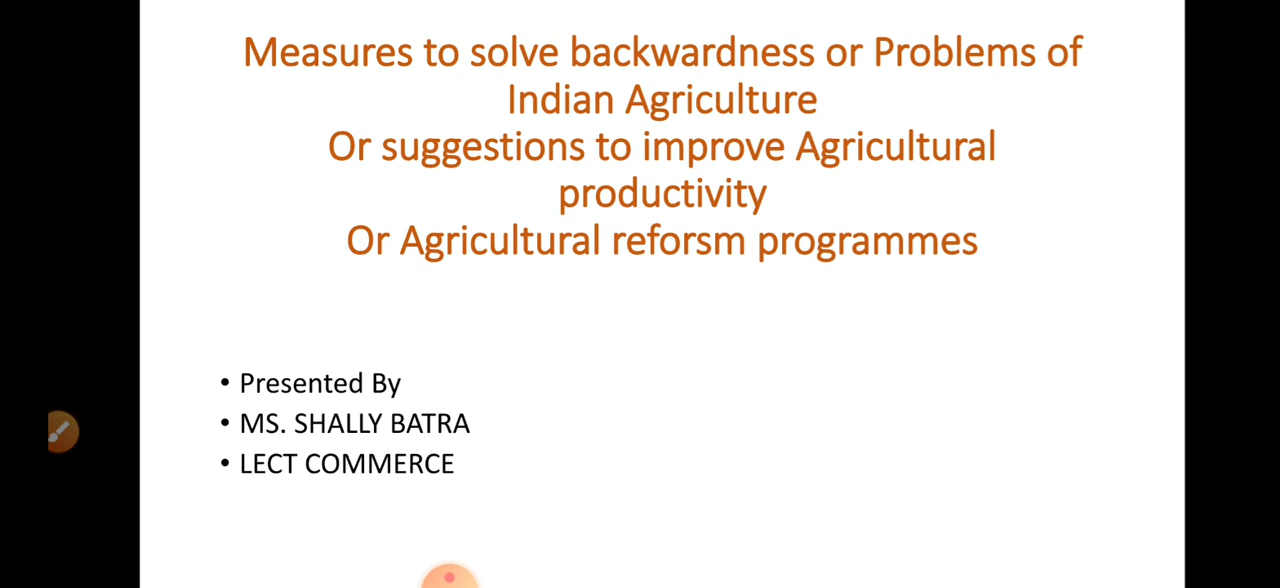 Measures to solve backwardness or Problems of
Indian Agriculture
Or suggestions to improve Agricultural
productivity
Or Agricultural reforsm programmes
• Presented By
• MS. SHALLY BATRA
• LECT COMMERCE